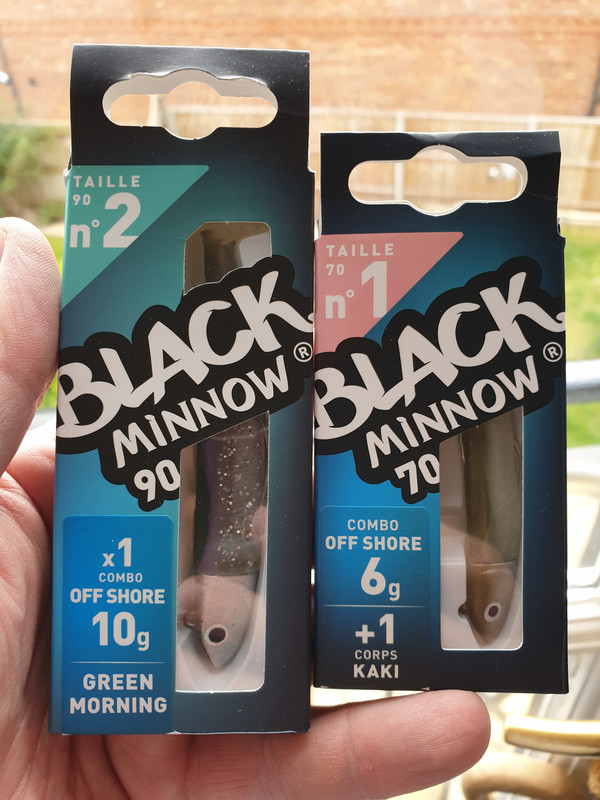 TAILLE
90
n°2
BLACK
MiNNOW®
90
x1
COMBO
OFF SHORE
10g
GREEN
MORNING
TAILLE
70
n°1
BLACK
MiNNOW®
70
COMBO
OFF SHORE
6g
+1
CORPS
KAKI